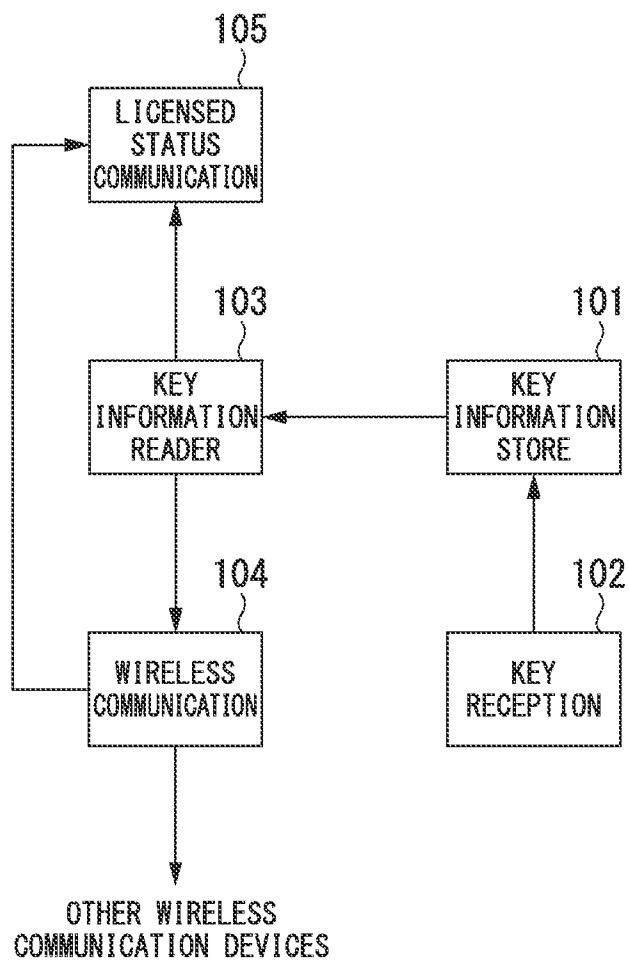 105
LICENSED
STATUS
COMMUNICATION
103
KEY
INFORMATION
READER
101
KEY
INFORMATION
STORE
104
WIRELESS
COMMUNICATION
102
KEY
RECEPTION
OTHER WIRELESS
COMMUNICATION DEVICES